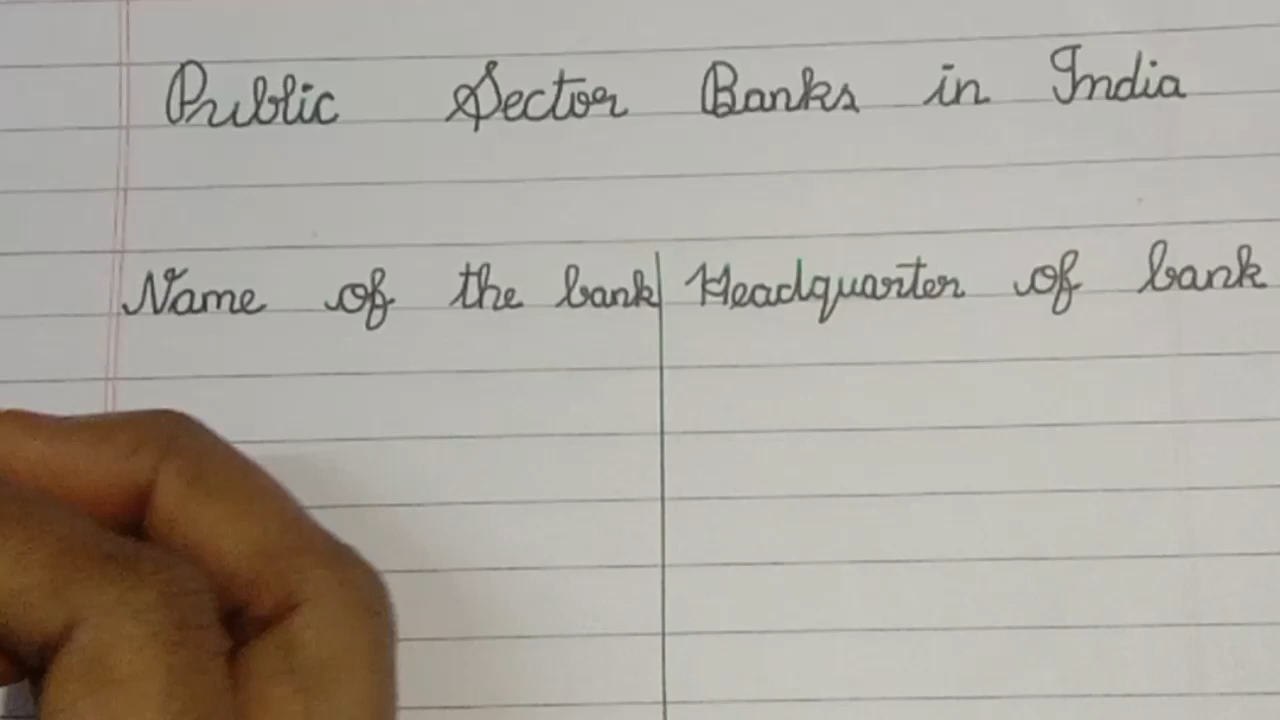 Public Sector Banks in India
Name of the bank Headquarter of bank